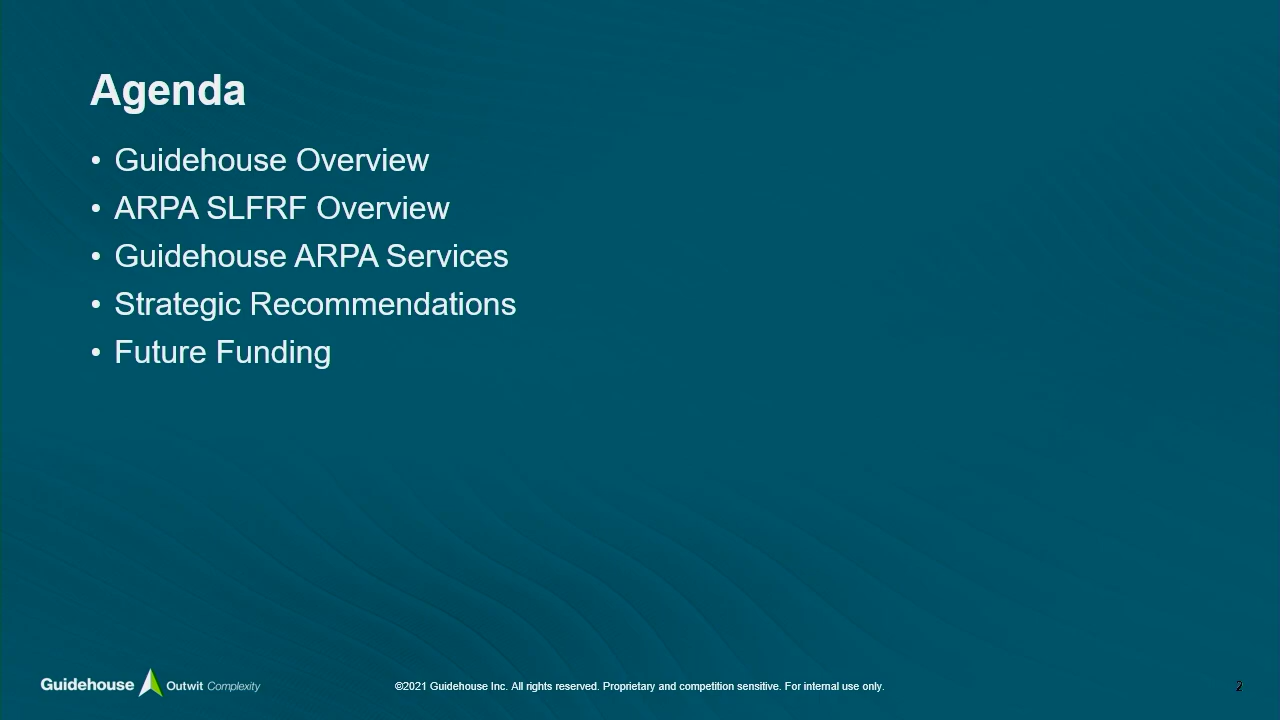 Agenda
• Guidehouse Overview
• ARPA SLFRF Overview
• Guidehouse ARPA Services
• Strategic Recommendations
• Future Funding
Guidehouse Outwit Complexity
©2021 Guidehouse Inc. All rights reserved. Proprietary and competition sensitive. For internal use only.
2